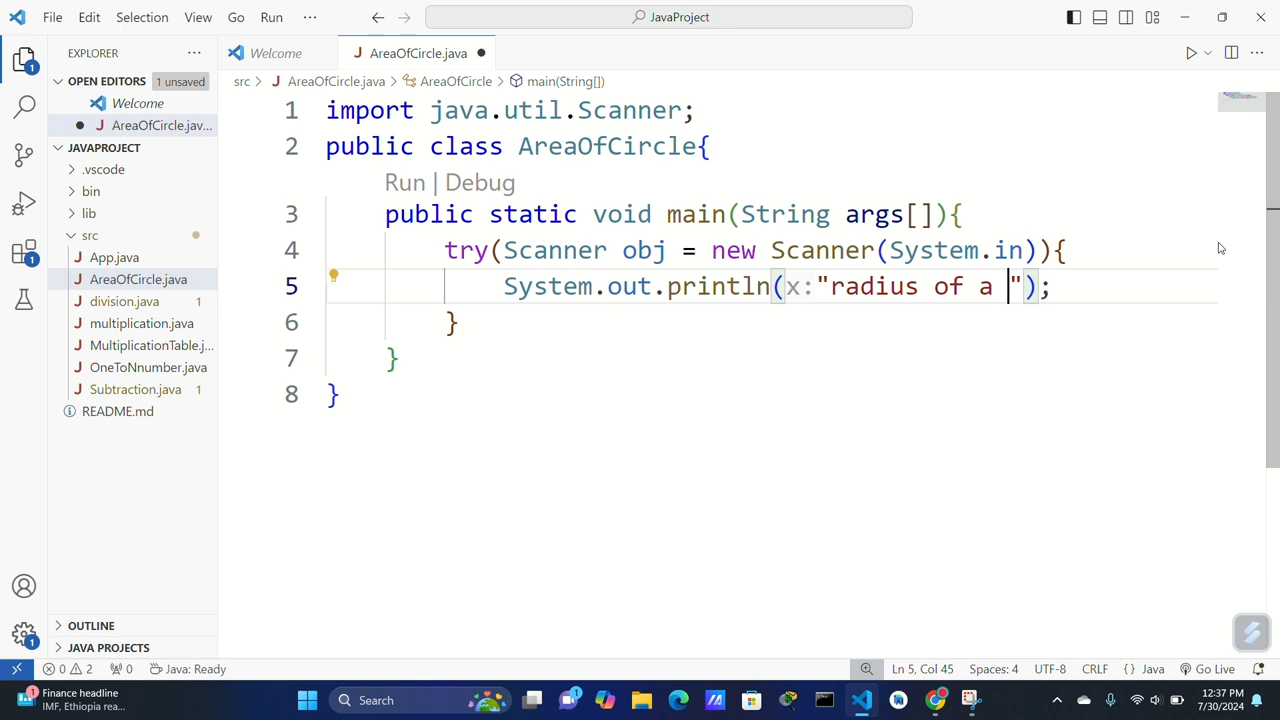 File Edit Selection View Go Run ···
JavaProject
EXPLORER ···
OPEN EDITORS 1 unsaved
Welcome
J AreaOfCircle.jav...
JAVAPROJECT
.vscode
bin
lib
src
J App.java
J AreaOfCircle.java
J division.java 1
J multiplication.java
J MultiplicationTable.j...
J OneToNnumber.java
J Subtraction.java 1
README.md
OUTLINE
JAVA PROJECTS
1
1
1
Welcome
J AreaOfCircle.java
src > J AreaOfCircle.java > AreaOfCircle > main(String[])
1 import java.util.Scanner;
2 public class AreaOfCircle{
Run | Debug
3 public static void main(String args[]){
4 try(Scanner obj = new Scanner(System.in)){
5 System.out.println(x:"radius of a ");
6 }
7 }
8 }
0 2 0 Java: Ready
Ln 5, Col 45 Spaces: 4 UTF-8 CRLF {} Java Go Live
1 Finance headline
IMF, Ethiopia rea...
Search
1
12:37 PM
7/30/2024